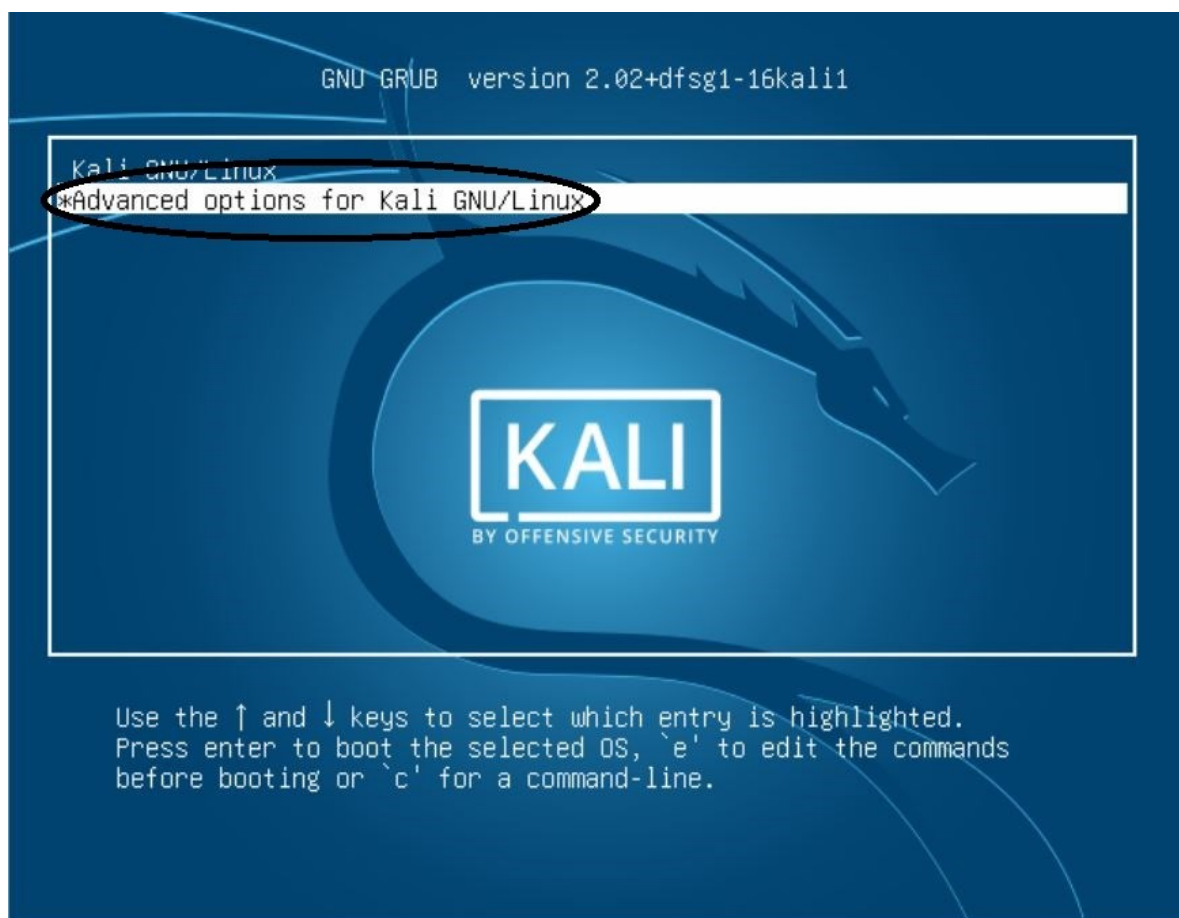 GNU GRUB version 2.02+dfsg1-16kali1
Kali GNU/Linux
*Advanced options for Kali GNU/Linux
KALI
BY OFFENSIVE SECURITY
Use the ↑ and ↓ keys to select which entry is highlighted.
Press enter to boot the selected OS, `e' to edit the commands
before booting or `c' for a command-line.